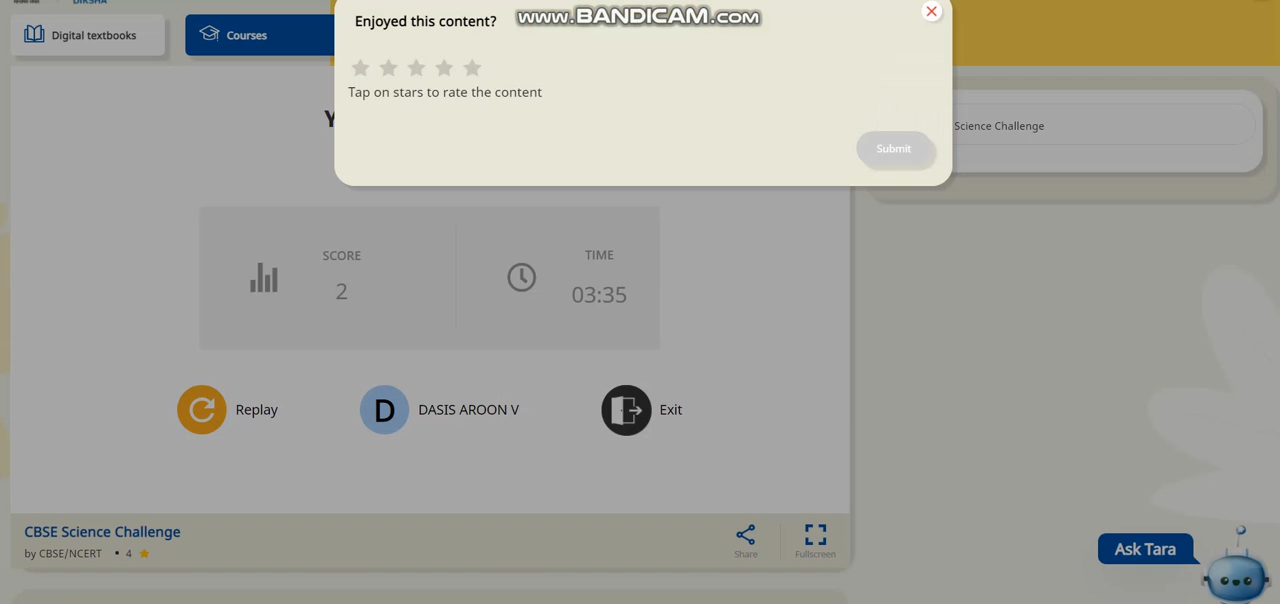 DIKSHA
Digital textbooks
Courses
Enjoyed this content?
www.BANDICAM.com
Tap on stars to rate the content
Submit
Science Challenge
Y
SCORE
2
TIME
03:35
Replay
D
DASIS AROON V
Exit
CBSE Science Challenge
by CBSE/NCERT • 4
Share
Fullscreen
Ask Tara